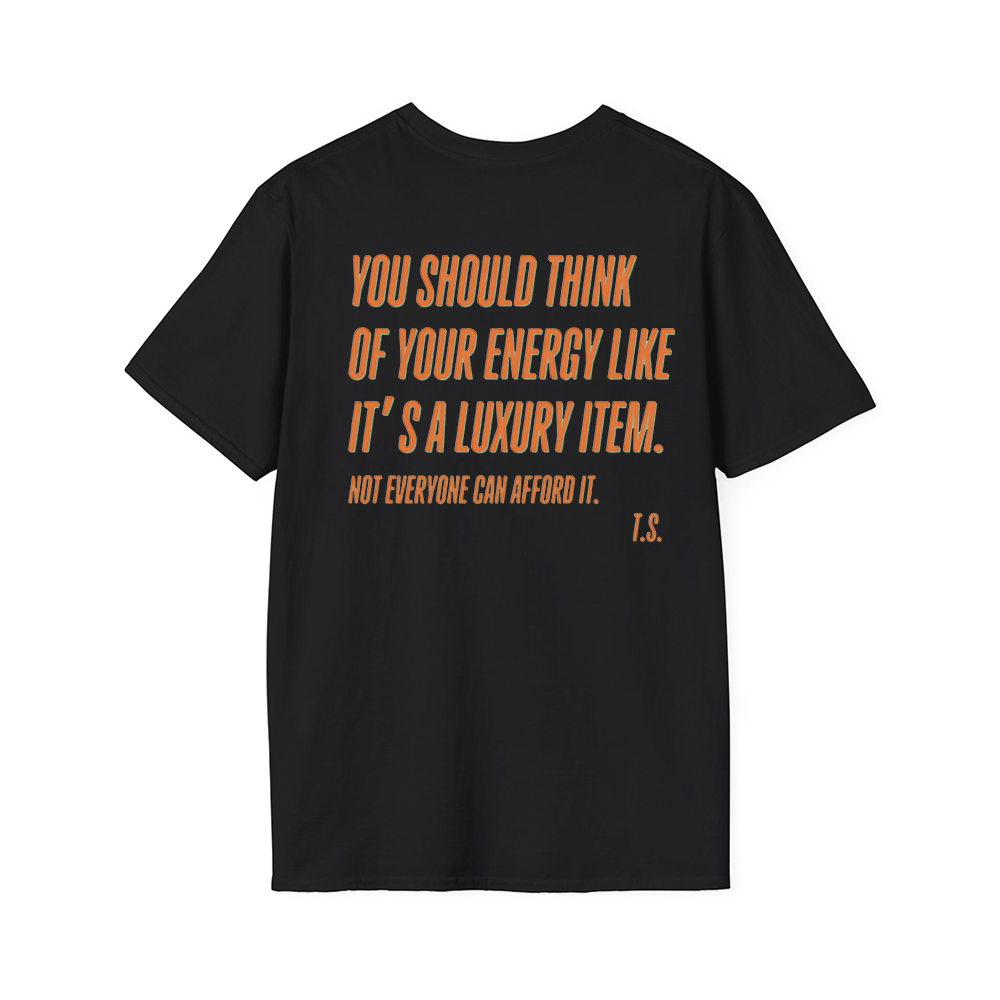 YOU SHOULD THINK
OF YOUR ENERGY LIKE
IT'S A LUXURY ITEM.
NOT EVERYONE CAN AFFORD IT.
T.S.